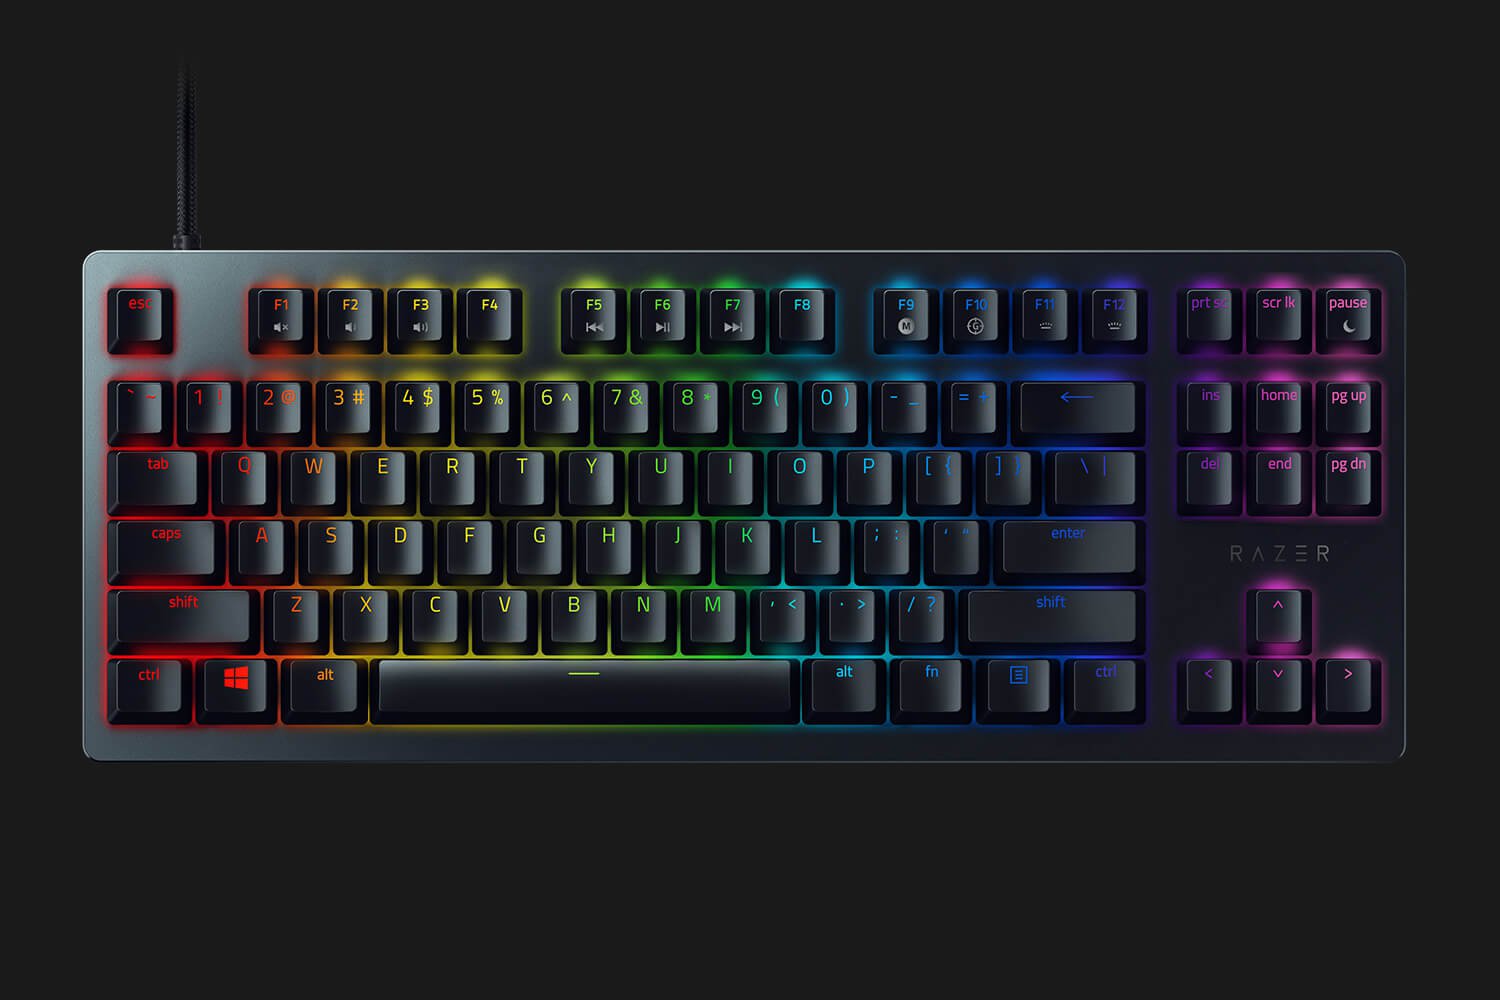 esc F1 F2 F3 F4 F5 F6 F7 F8 F9 F10 F11 F12 prt sc scr lk pause
M G
` ~ 1 ! 2 @ 3 # 4 $ 5 % 6 ^ 7 & 8 * 9 ( 0 ) - _ = + ins home pg up
tab Q W E R T Y U I O P [ { ] } \ | del end pg dn
caps A S D F G H J K L ; : ' " enter
RAZER
shift Z X C V B N M , < . > / ? shift ^
ctrl alt alt fn ctrl < v >